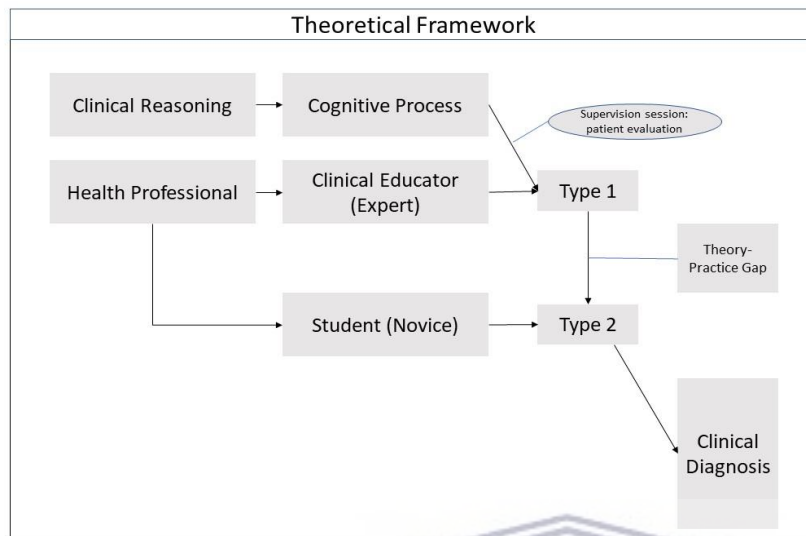 Theoretical Framework
Clinical Reasoning
Cognitive Process
Supervision session:
patient evaluation
Health Professional
Clinical Educator
(Expert)
Type 1
Theory-
Practice Gap
Student (Novice)
Type 2
Clinical
Diagnosis